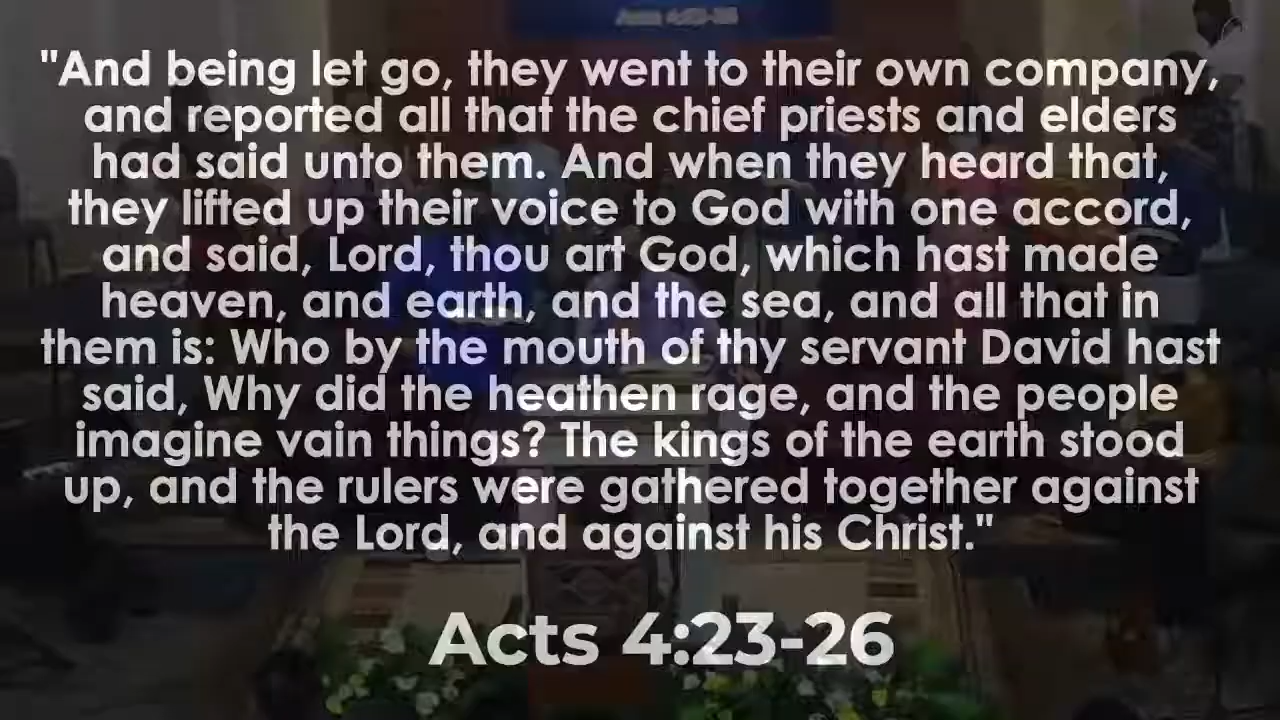 Acts 4:23-26
"And being let go, they went to their own company,
and reported all that the chief priests and elders
had said unto them. And when they heard that,
they lifted up their voice to God with one accord,
and said, Lord, thou art God, which hast made
heaven, and earth, and the sea, and all that in
them is: Who by the mouth of thy servant David hast
said, Why did the heathen rage, and the people
imagine vain things? The kings of the earth stood
up, and the rulers were gathered together against
the Lord, and against his Christ."
Acts 4:23-26